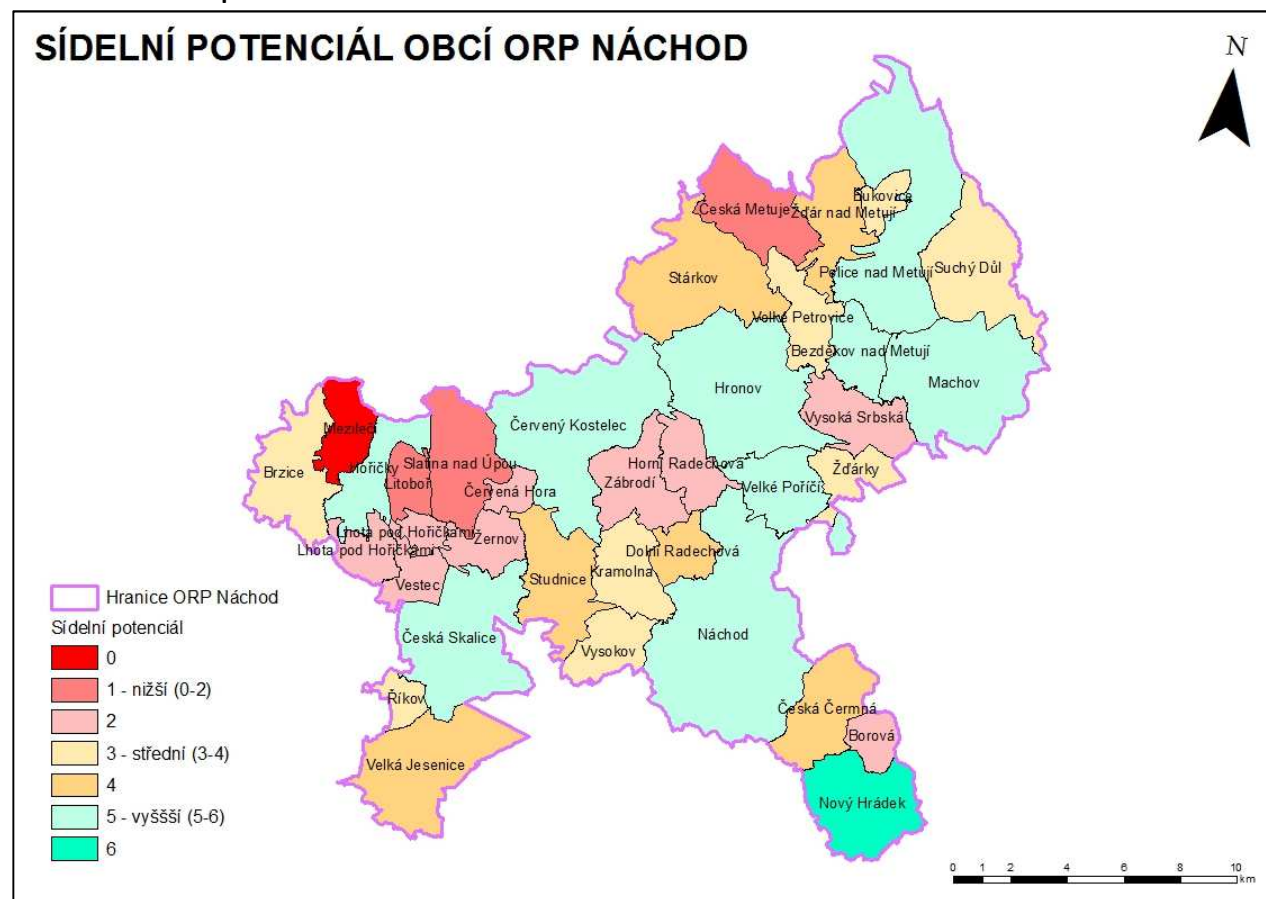 SÍDELNÍ POTENCIÁL OBCÍ ORP NÁCHOD
N
Bukovice
Česká Metuje
Žďár nad Metují
Suchý Důl
Police nad Metují
Stárkov
Velké Petrovice
Bezděkov nad Metují
Machov
Hronov
Vysoká Srbská
Červený Kostelec
Mezilečí
Brzice
Hořičky
Slatina nad Úpou
Litoboř
Červená Hora
Horní Radechová
Zábrodí
Velké Poříčí
Žďárky
Lhota pod Hořičkami
Lhota pod Hořičkami
Žernov
Dolní Radechová
Kramolna
Studnice
Vestec
Česká Skalice
Náchod
Vysokov
Říkov
Česká Čermná
Borová
Velká Jesenice
Nový Hrádek
Hranice ORP Náchod
Sídelní potenciál
0
1 - nižší (0-2)
2
3 - střední (3-4)
4
5 - vyššší (5-6)
6
0 1 2 4 6 8 10
km